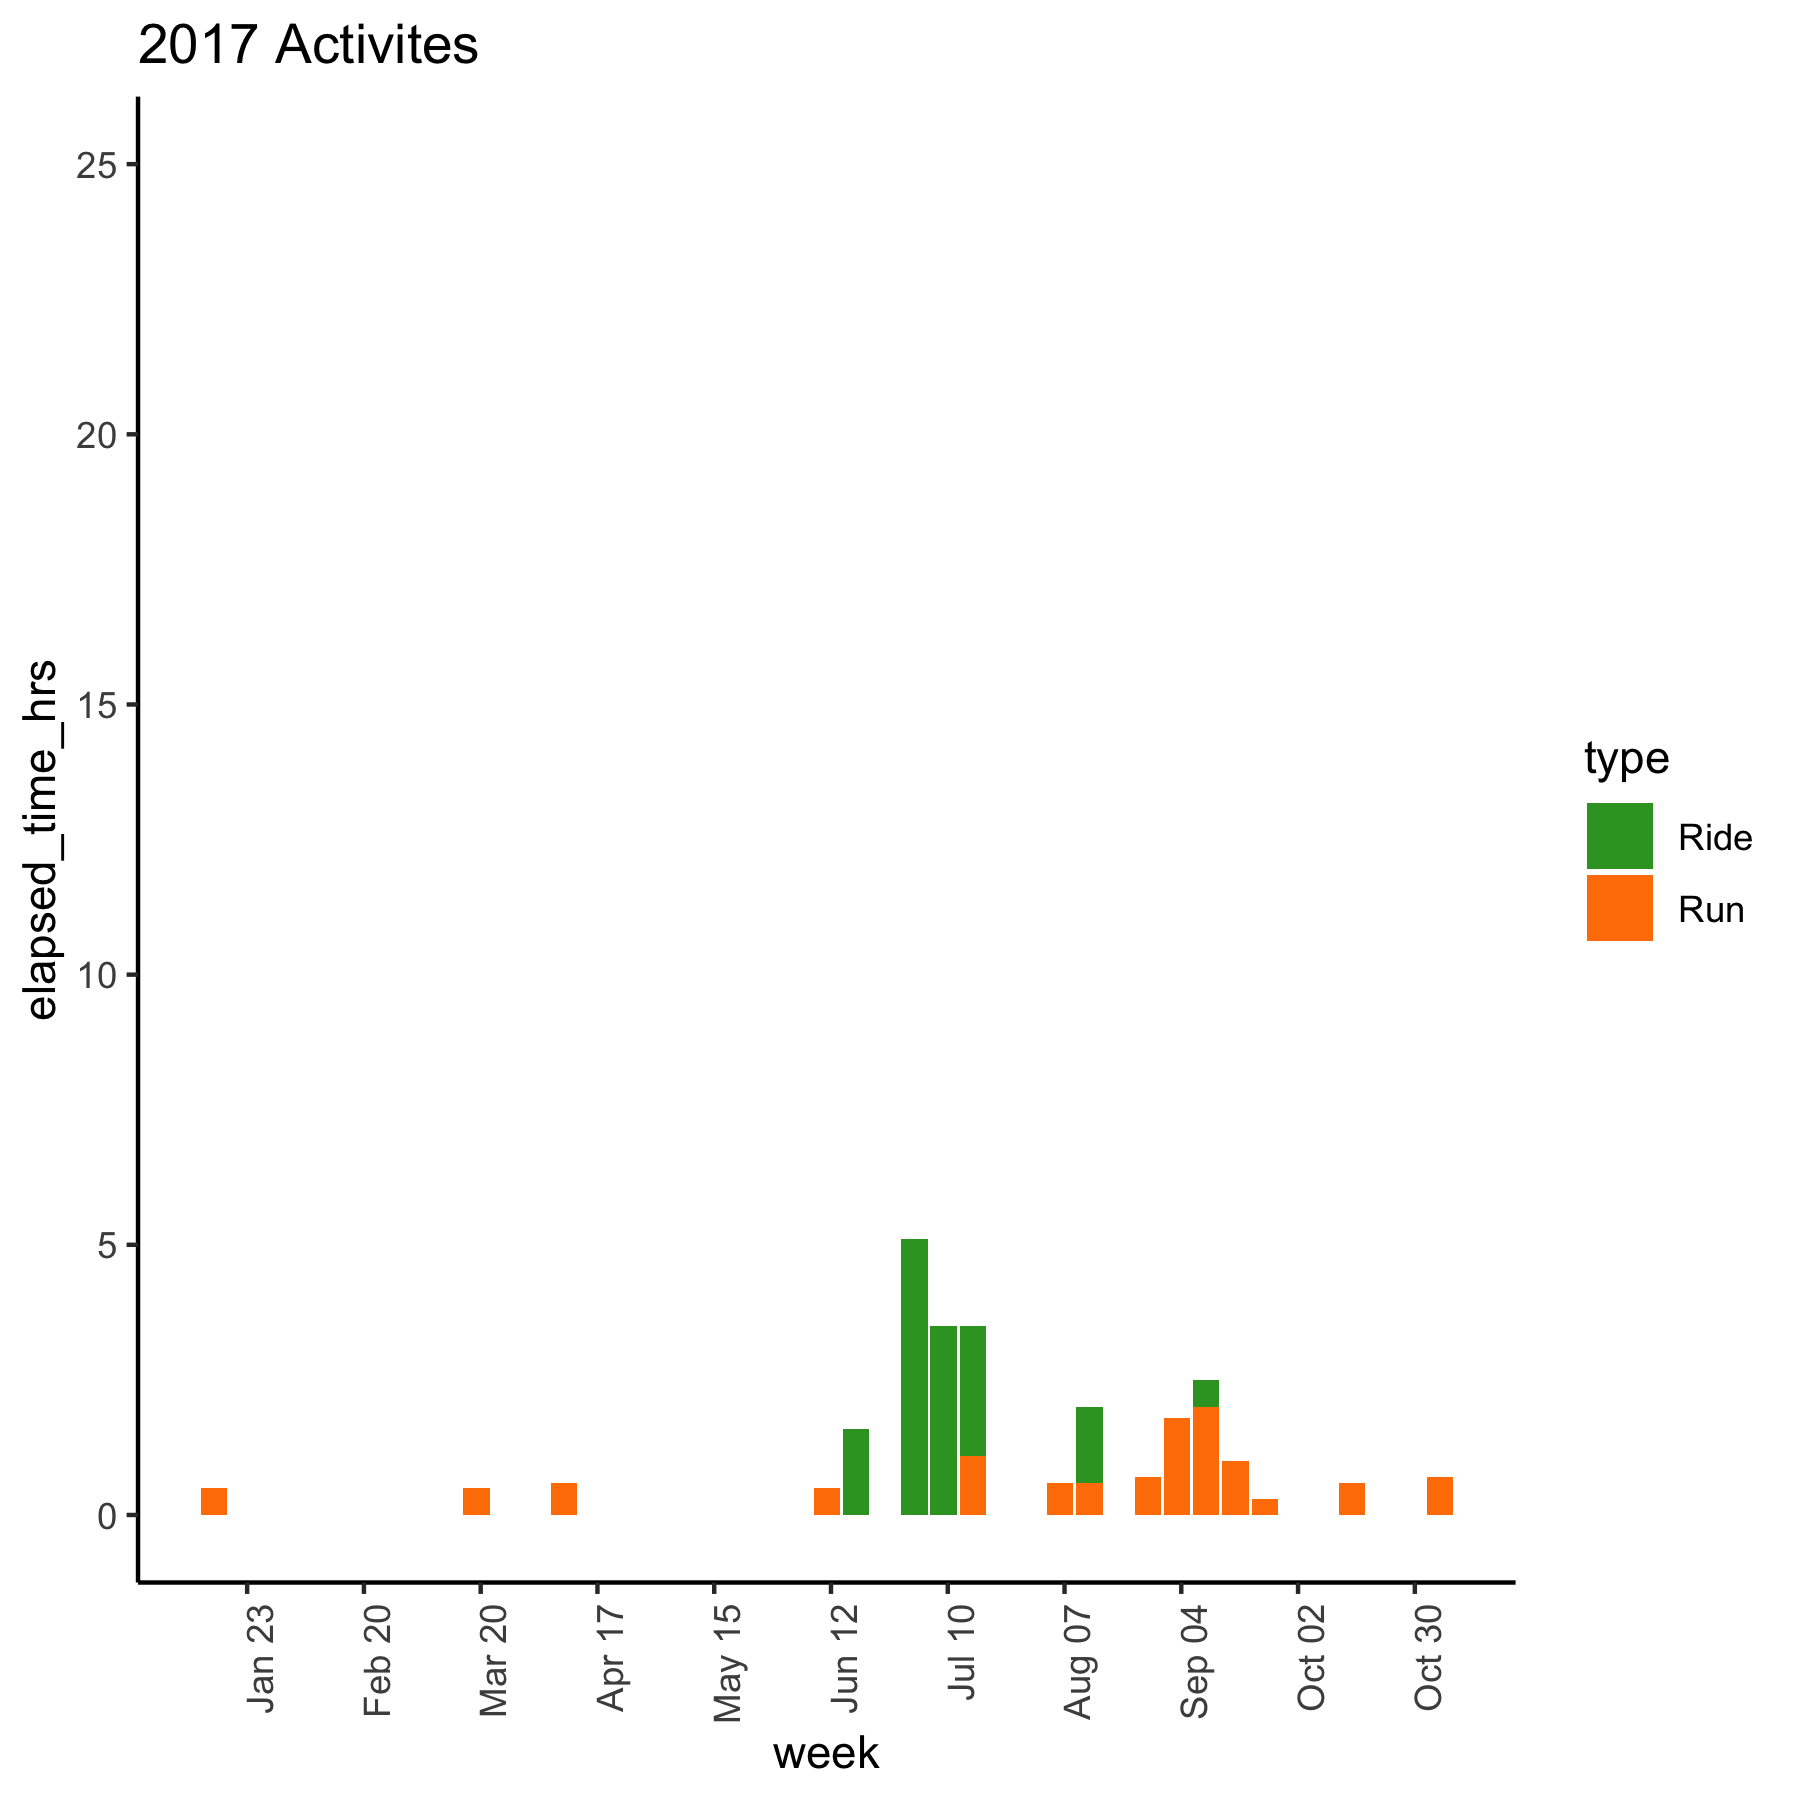 2017 Activites
25
20
15
10
5
0
elapsed_time_hrs
Jan 23
Feb 20
Mar 20
Apr 17
May 15
Jun 12
Jul 10
Aug 07
Sep 04
Oct 02
Oct 30
week
type
Ride
Run